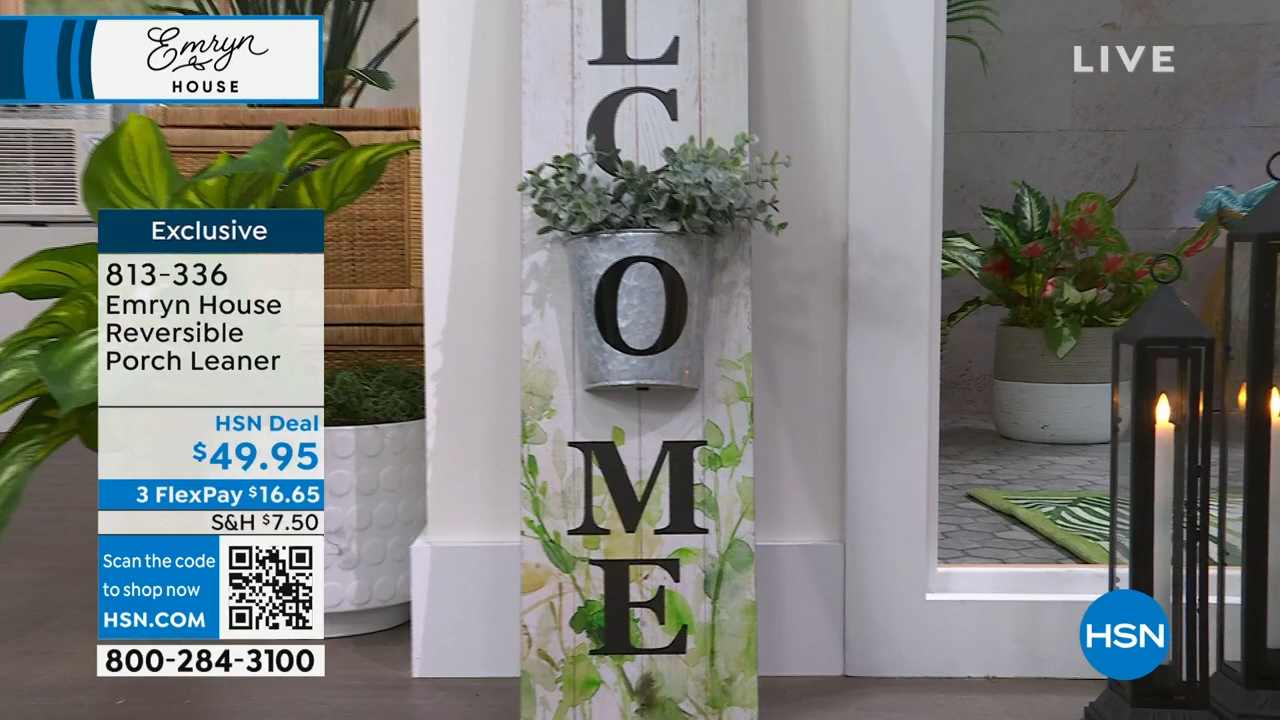 Emryn
HOUSE
LIVE
L
C
O
M
E
Exclusive
813-336
Emryn House
Reversible
Porch Leaner
HSN Deal
$49.95
3 FlexPay $16.65
S&H $7.50
Scan the code
to shop now
HSN.COM
800-284-3100
HSN